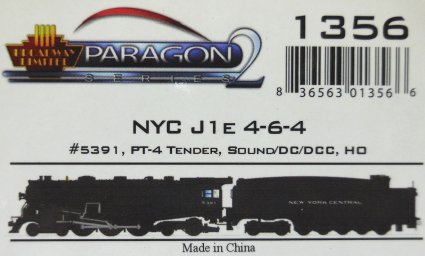 BROADWAY
LIMITED
PARAGON 2
SERIES
1356
8 36563 01356 6
NYC J1E 4-6-4
#5391, PT-4 TENDER, SOUND/DC/DCC, HO
5391
NEW YORK CENTRAL
Made in China